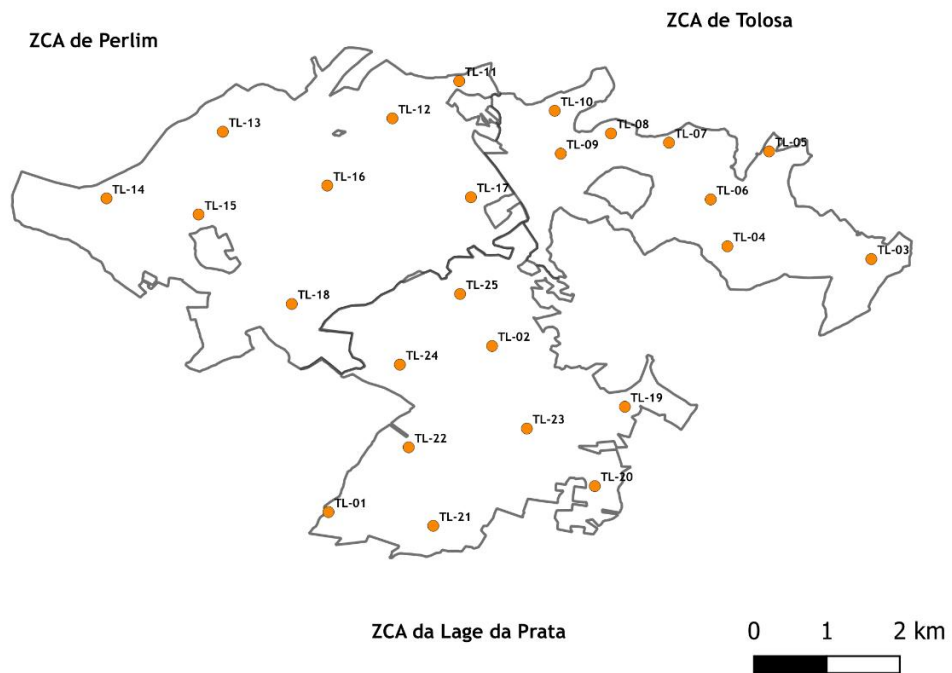 ZCA de Tolosa
ZCA de Perlim
TL-11
TL-10
TL-12
TL-13
TL-08
TL-07
TL-05
TL-09
TL-16
TL-14
TL-17
TL-06
TL-15
TL-04
TL-03
TL-25
TL-18
TL-02
TL-24
TL-19
TL-23
TL-22
TL-20
TL-01
TL-21
ZCA da Lage da Prata
0 1 2 km